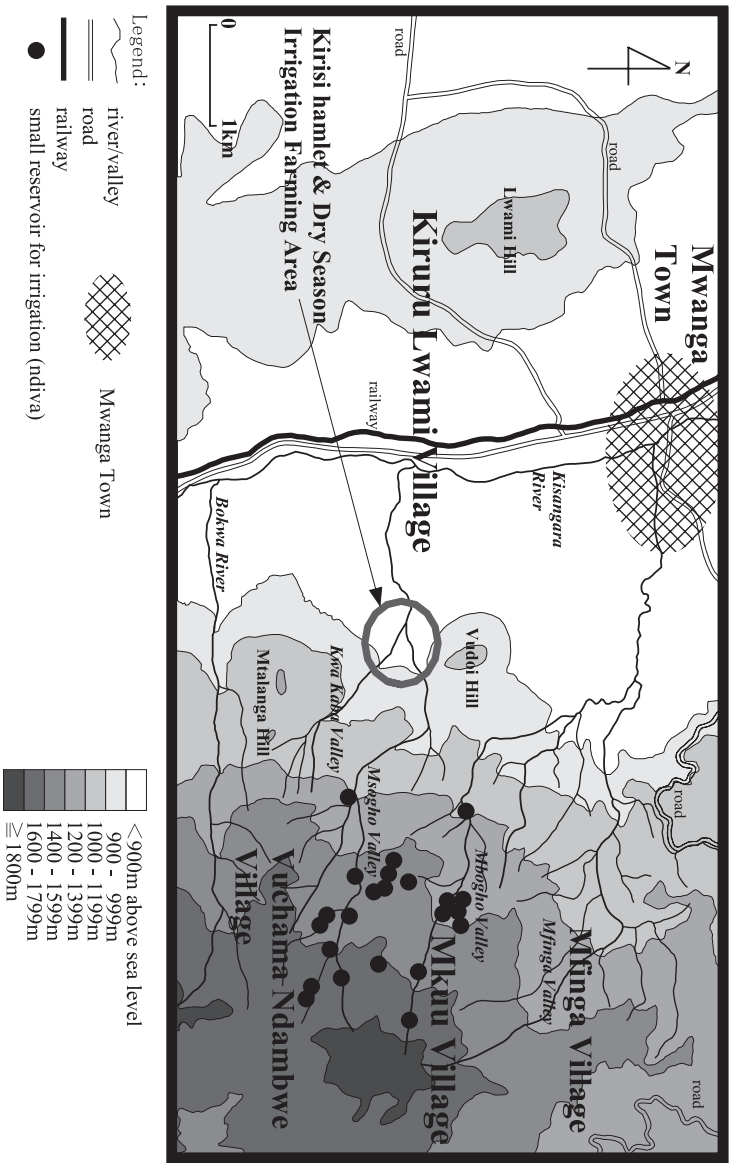 N
Mwanga
Town
road
road
Lwami Hill
Kiruru Lwami Village
Kirisi hamlet & Dry Season
Irrigation Farming Area
0
1km
railway
Kisangara
River
Bokwa River
Vudoi Hill
Kwa Kaba Valley
Mtalanga Hill
Msogho Valley
Mbogho Valley
Mfinga Valley
Mfinga Village
Mkuu Village
Vuchama Ndambwe
Village
road
road
Legend:
river/valley
road
railway
small reservoir for irrigation (ndiva)
Mwanga Town
<900m above sea level
900 - 999m
1000 - 1199m
1200 - 1399m
1400 - 1599m
1600 - 1799m
≧1800m